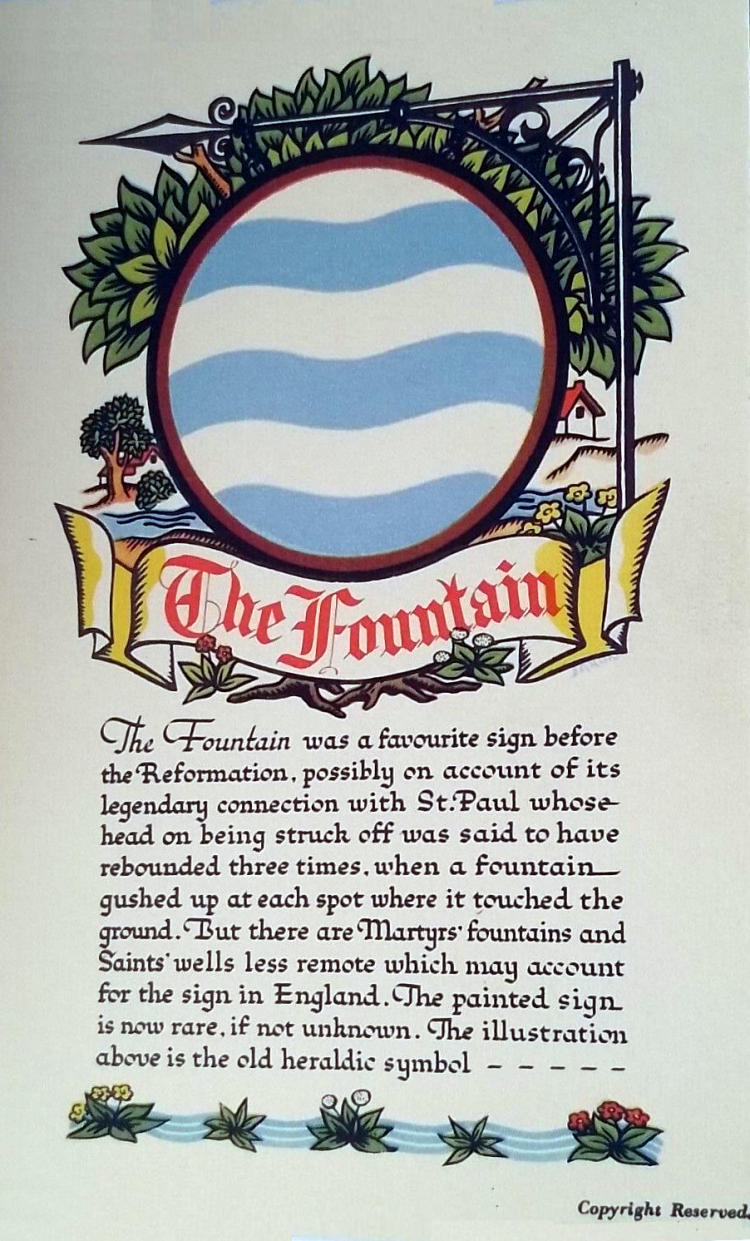 The Fountain
The Fountain was a favourite sign before
the Reformation, possibly on account of its
legendary connection with St. Paul whose
head on being struck off was said to have
rebounded three times, when a fountain
gushed up at each spot where it touched the
ground. But there are Martyrs' fountains and
Saints' wells less remote which may account
for the sign in England. The painted sign
is now rare, if not unknown. The illustration
above is the old heraldic symbol – – – – –
Copyright Reserved.